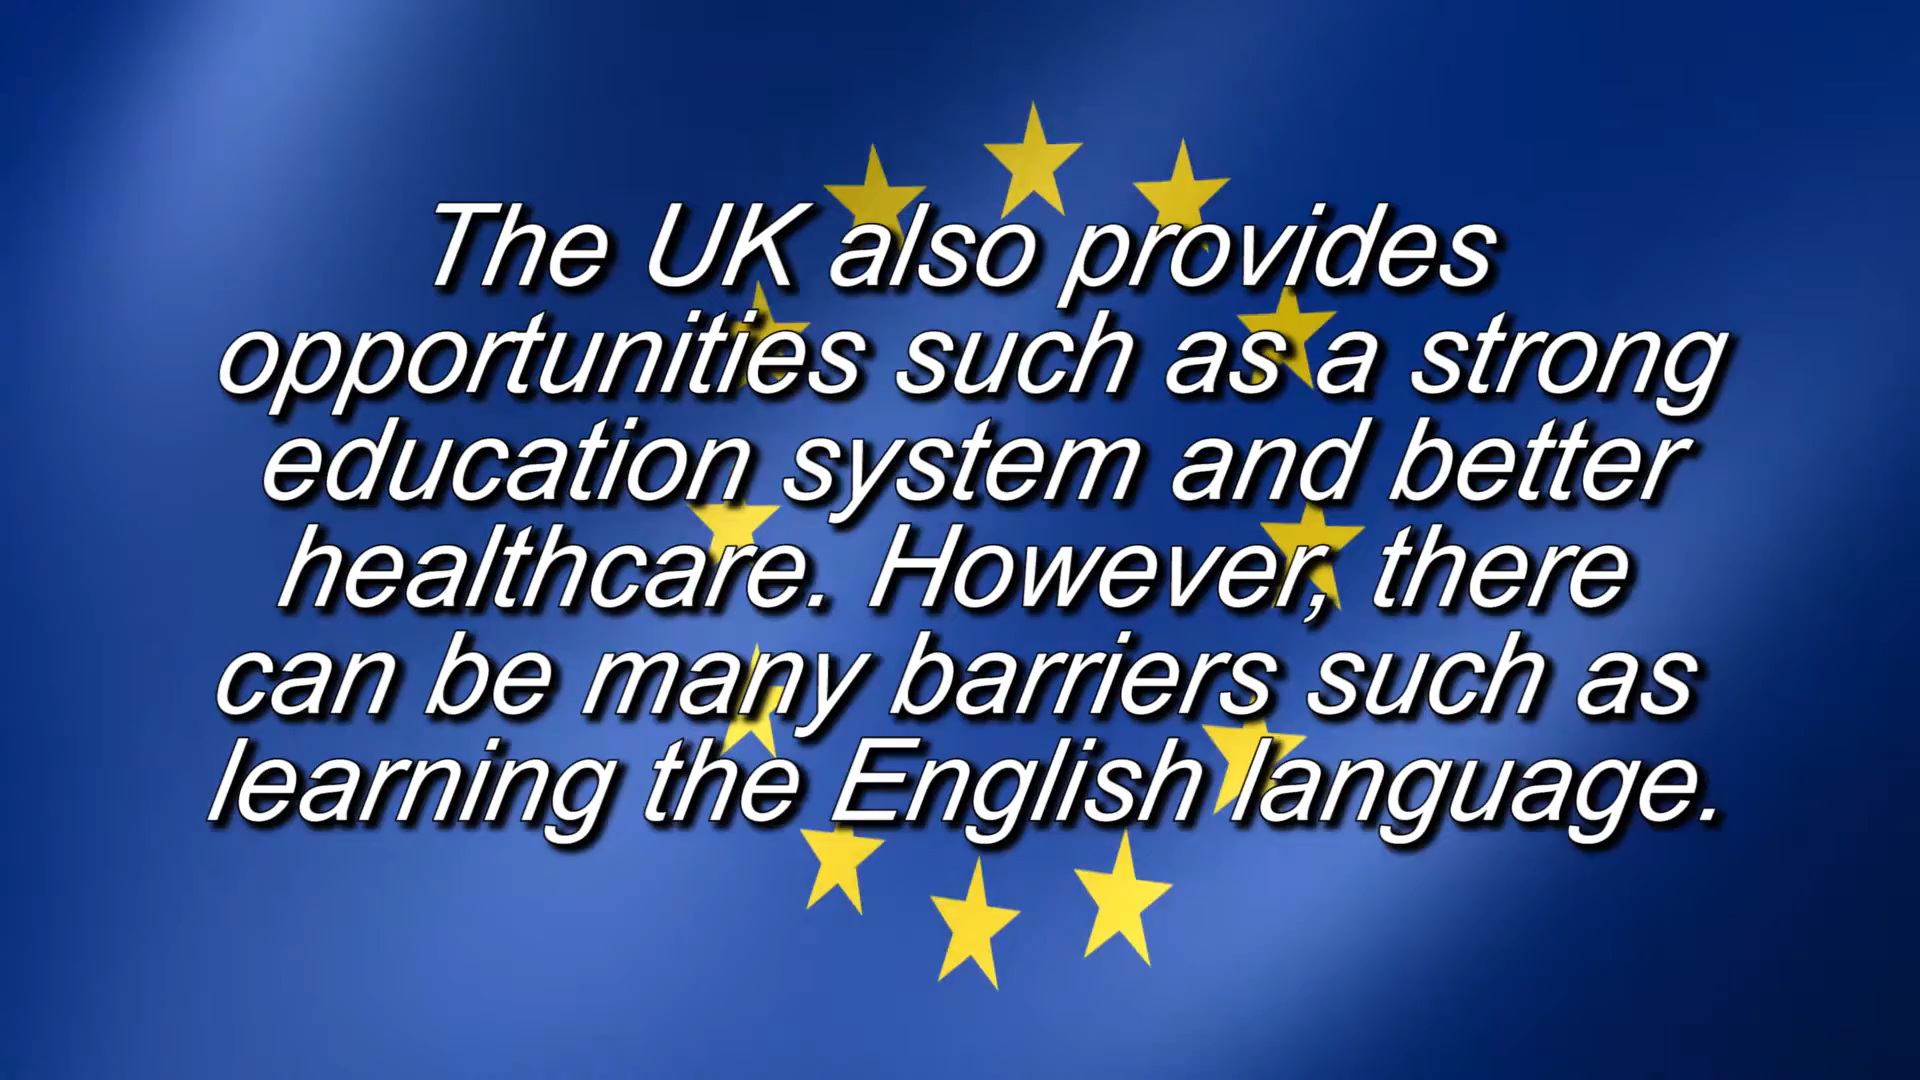 The UK also provides
opportunities such as a strong
education system and better
healthcare. However, there
can be many barriers such as
learning the English language.